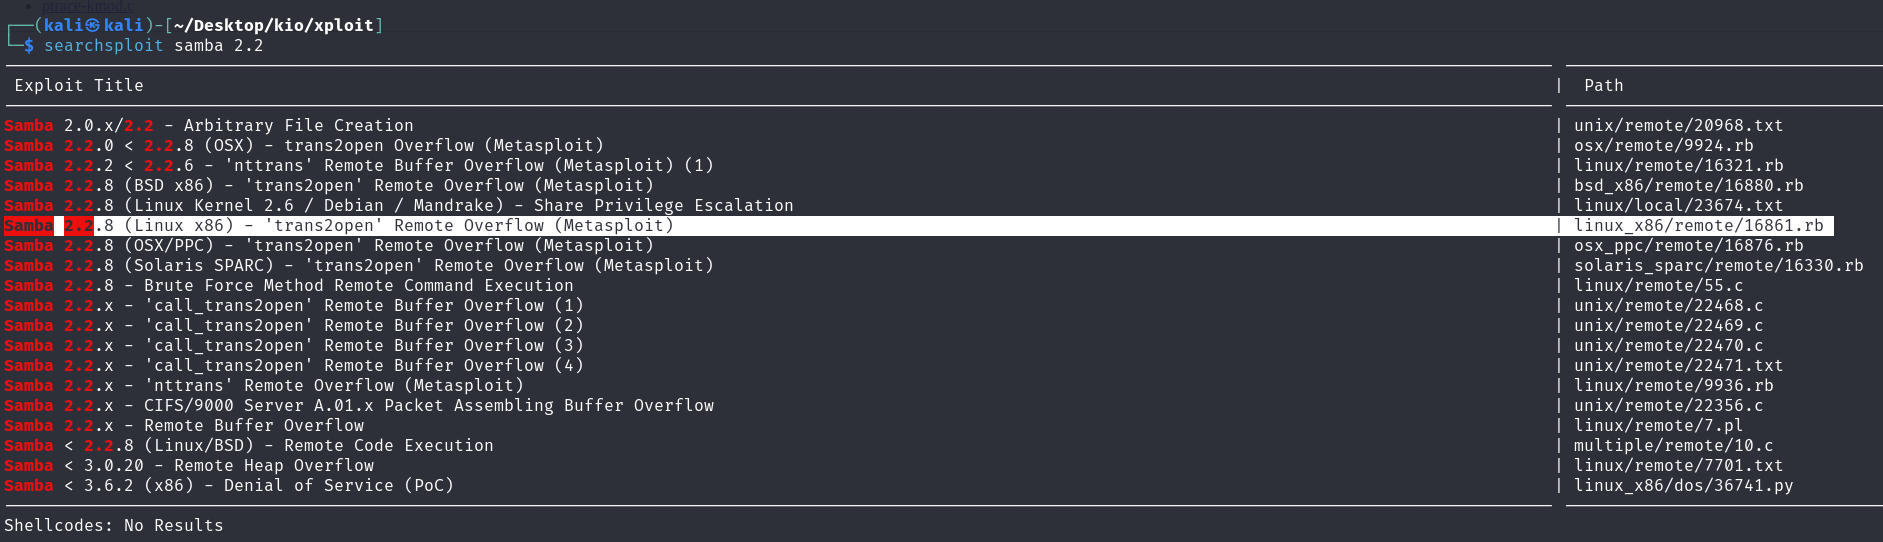 ptrace-kmod.c
┌──(kali㉿kali)-[~/Desktop/kio/xploit]
└─$ searchsploit samba 2.2
Exploit Title | Path
Samba 2.0.x/2.2 - Arbitrary File Creation | unix/remote/20968.txt
Samba 2.2.0 < 2.2.8 (OSX) - trans2open Overflow (Metasploit) | osx/remote/9924.rb
Samba 2.2.2 < 2.2.6 - 'nttrans' Remote Buffer Overflow (Metasploit) (1) | linux/remote/16321.rb
Samba 2.2.8 (BSD x86) - 'trans2open' Remote Overflow (Metasploit) | bsd_x86/remote/16880.rb
Samba 2.2.8 (Linux Kernel 2.6 / Debian / Mandrake) - Share Privilege Escalation | linux/local/23674.txt
Samba 2.2.8 (Linux x86) - 'trans2open' Remote Overflow (Metasploit) | linux_x86/remote/16861.rb
Samba 2.2.8 (OSX/PPC) - 'trans2open' Remote Overflow (Metasploit) | osx_ppc/remote/16876.rb
Samba 2.2.8 (Solaris SPARC) - 'trans2open' Remote Overflow (Metasploit) | solaris_sparc/remote/16330.rb
Samba 2.2.8 - Brute Force Method Remote Command Execution | linux/remote/55.c
Samba 2.2.x - 'call_trans2open' Remote Buffer Overflow (1) | unix/remote/22468.c
Samba 2.2.x - 'call_trans2open' Remote Buffer Overflow (2) | unix/remote/22469.c
Samba 2.2.x - 'call_trans2open' Remote Buffer Overflow (3) | unix/remote/22470.c
Samba 2.2.x - 'call_trans2open' Remote Buffer Overflow (4) | unix/remote/22471.txt
Samba 2.2.x - 'nttrans' Remote Overflow (Metasploit) | linux/remote/9936.rb
Samba 2.2.x - CIFS/9000 Server A.01.x Packet Assembling Buffer Overflow | unix/remote/22356.c
Samba 2.2.x - Remote Buffer Overflow | linux/remote/7.pl
Samba < 2.2.8 (Linux/BSD) - Remote Code Execution | multiple/remote/10.c
Samba < 3.0.20 - Remote Heap Overflow | linux/remote/7701.txt
Samba < 3.6.2 (x86) - Denial of Service (PoC) | linux_x86/dos/36741.py
Shellcodes: No Results